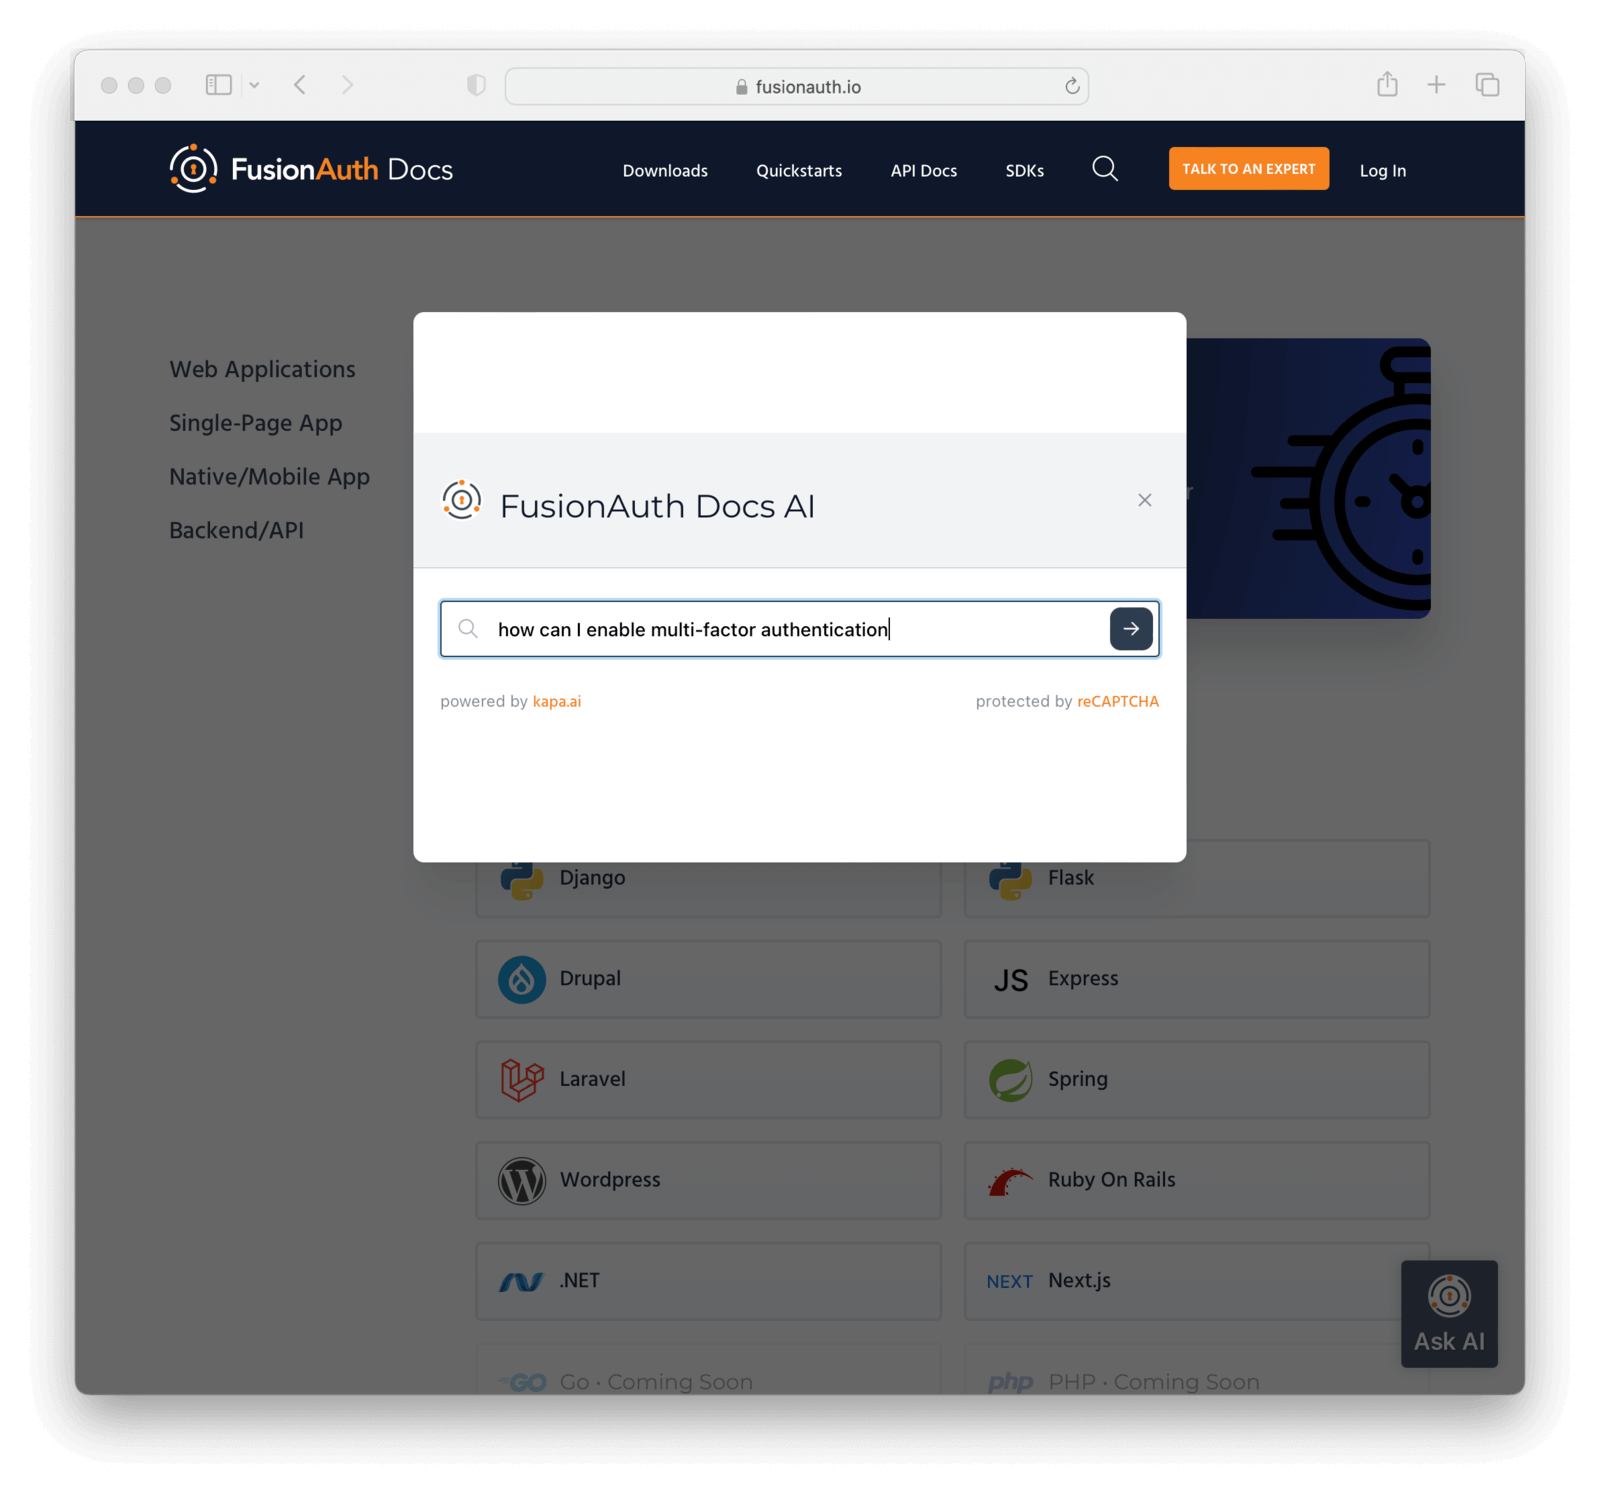 fusionauth.io
FusionAuth Docs
Downloads
Quickstarts
API Docs
SDKs
TALK TO AN EXPERT
Log In
Web Applications
Single-Page App
Native/Mobile App
Backend/API
r
FusionAuth Docs AI
how can I enable multi-factor authentication
powered by kapa.ai
protected by reCAPTCHA
Django
Flask
Drupal
JS Express
Laravel
Spring
Wordpress
Ruby On Rails
.NET
NEXT Next.js
GO Go • Coming Soon
php PHP • Coming Soon
Ask AI